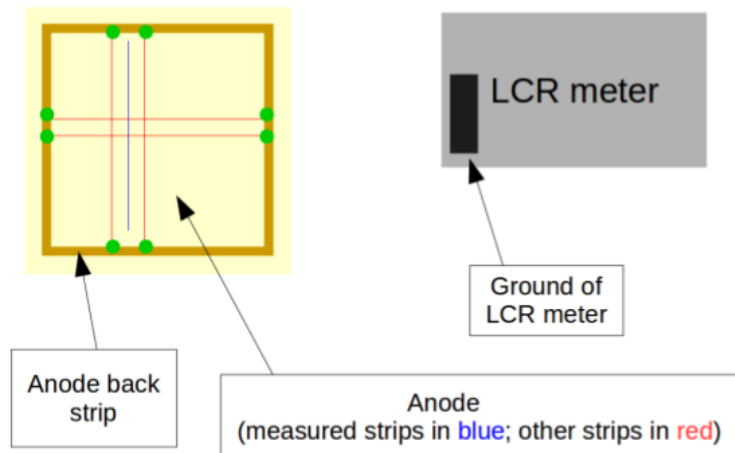 LCR meter
Ground of
LCR meter
Anode back
strip
Anode
(measured strips in blue; other strips in red)